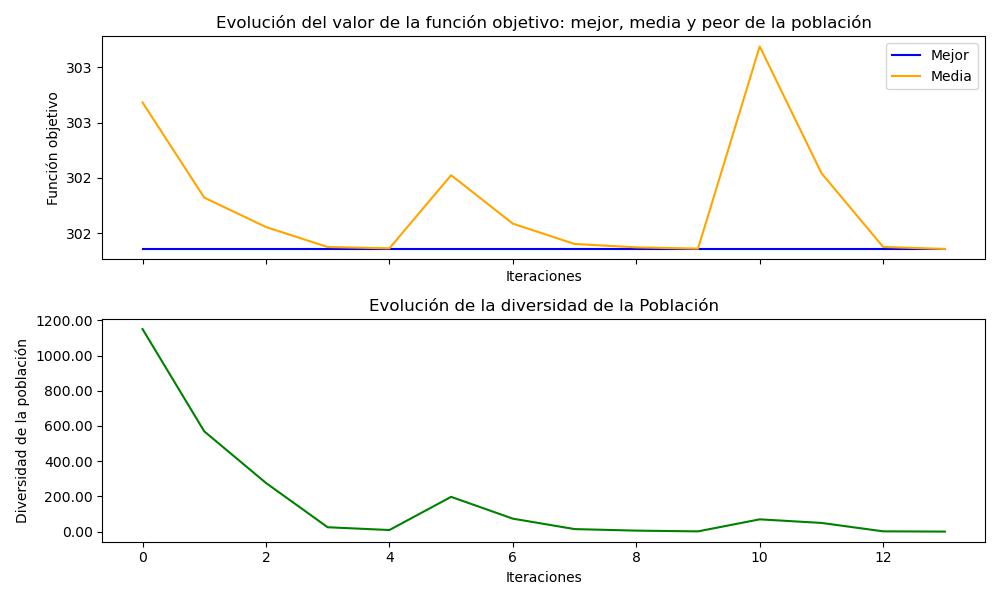 Evolución del valor de la función objetivo: mejor, media y peor de la población
Función objetivo
303
303
302
302
Mejor
Media
Iteraciones
Evolución de la diversidad de la Población
Diversidad de la población
1200.00
1000.00
800.00
600.00
400.00
200.00
0.00
0 2 4 6 8 10 12
Iteraciones